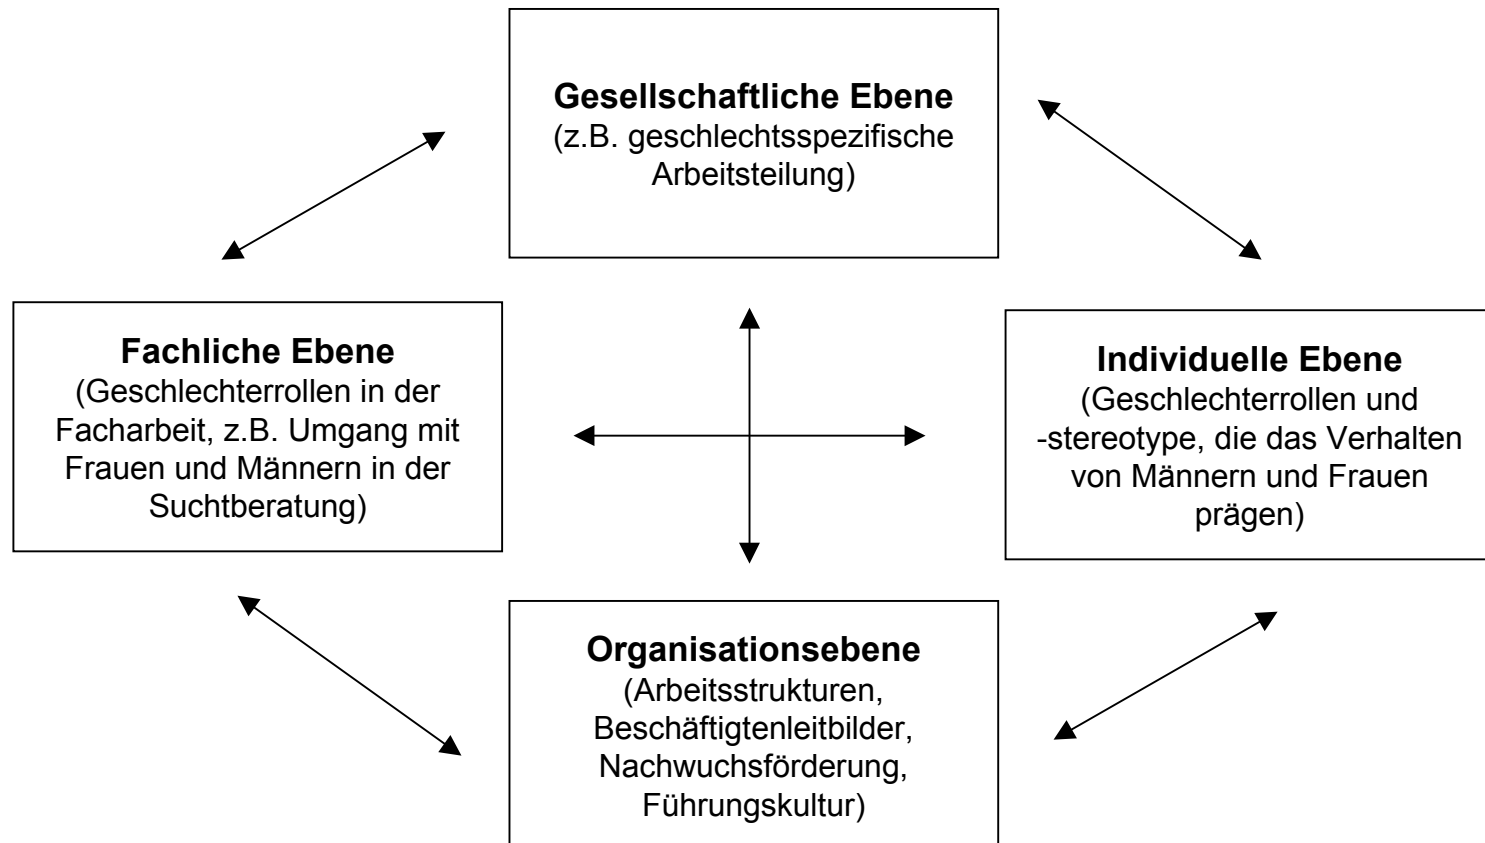 Gesellschaftliche Ebene
(z.B. geschlechtsspezifische
Arbeitsteilung)
Fachliche Ebene
(Geschlechterrollen in der
Facharbeit, z.B. Umgang mit
Frauen und Männern in der
Suchtberatung)
Individuelle Ebene
(Geschlechterrollen und
-stereotype, die das Verhalten
von Männern und Frauen
prägen)
Organisationsebene
(Arbeitsstrukturen,
Beschäftigtenleitbilder,
Nachwuchsförderung,
Führungskultur)